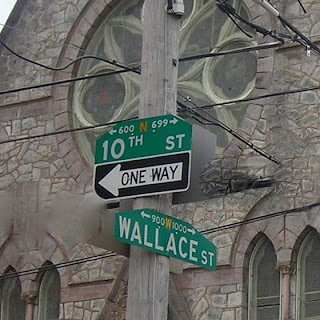 ← 600 N 699 →
10TH ST
ONE WAY
← 900 W 1000 →
WALLACE ST